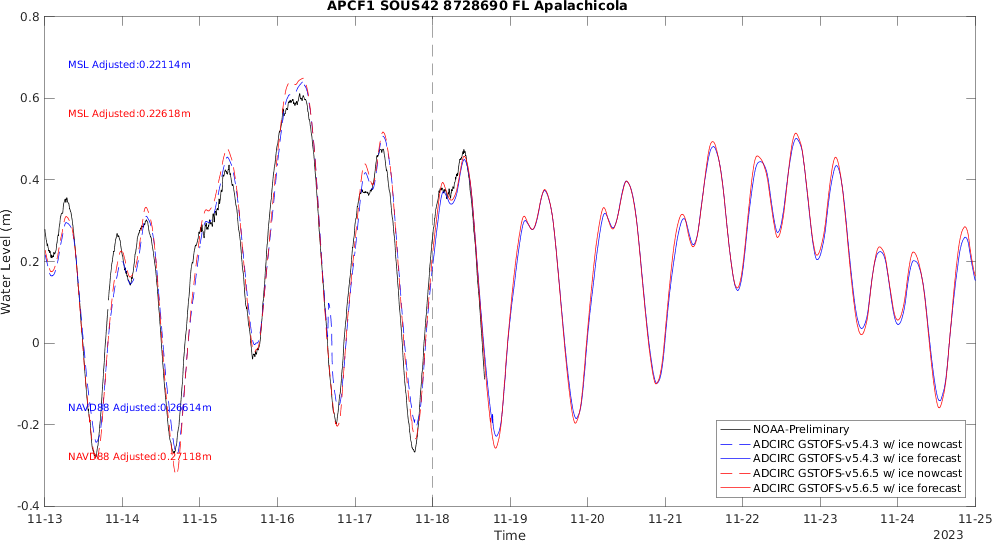 APCF1 SOUS42 8728690 FL Apalachicola
0.8
0.6
0.4
0.2
0
-0.2
-0.4
Water Level (m)
MSL Adjusted:0.22114m
MSL Adjusted:0.22618m
NAVD88 Adjusted:0.26614m
NAVD88 Adjusted:0.27118m
NOAA-Preliminary
ADCIRC GSTOFS-v5.4.3 w/ ice nowcast
ADCIRC GSTOFS-v5.4.3 w/ ice forecast
ADCIRC GSTOFS-v5.6.5 w/ ice nowcast
ADCIRC GSTOFS-v5.6.5 w/ ice forecast
11-13 11-14 11-15 11-16 11-17 11-18 11-19 11-20 11-21 11-22 11-23 11-24 11-25
Time
2023